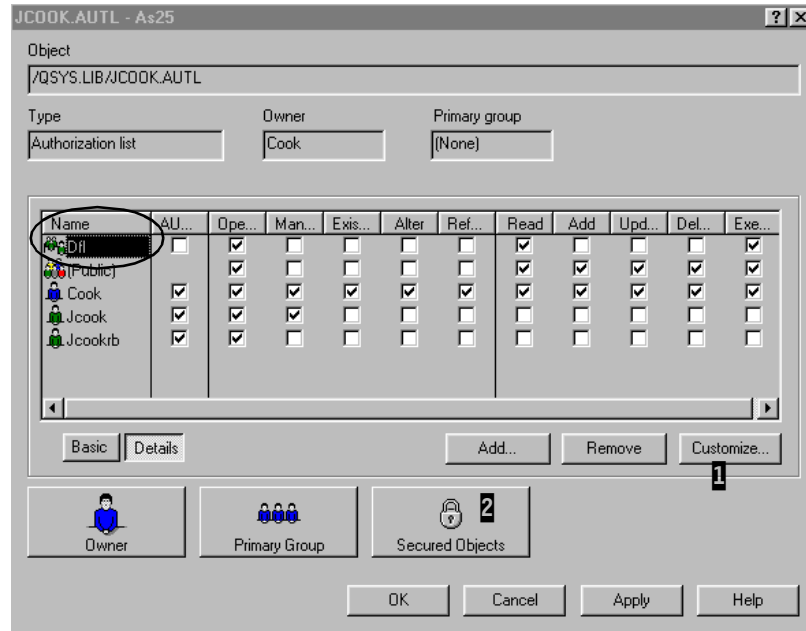 JCOOK.AUTL - As25
Object
/QSYS.LIB/JCOOK.AUTL
Type Owner Primary group
Authorization list Cook (None)
Name AU... Ope... Man... Exis... Alter Ref... Read Add Upd... Del... Exe...
Dfl
(Public)
Cook
Jcook
Jcookrb
Basic Details Add... Remove Customize...
1
2
Owner Primary Group Secured Objects
OK Cancel Apply Help